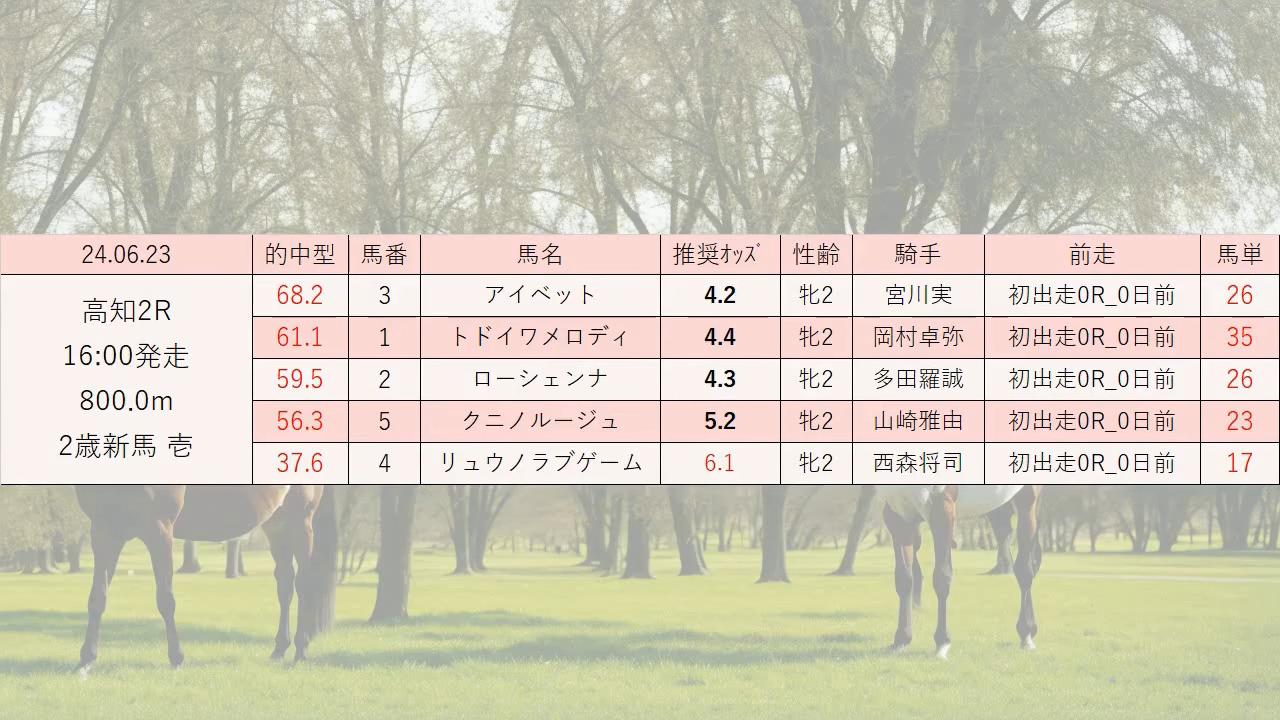 24.06.23 的中型 馬番 馬名 推奨ｵｯｽﾞ 性齢 騎手 前走 馬単
高知2R
16:00発走
800.0m
2歳新馬 壱
68.2 3 アイベット 4.2 牝2 宮川実 初出走0R_0日前 26
61.1 1 トドイワメロディ 4.4 牝2 岡村卓弥 初出走0R_0日前 35
59.5 2 ローシェンナ 4.3 牝2 多田羅誠 初出走0R_0日前 26
56.3 5 クニノルージュ 5.2 牝2 山崎雅由 初出走0R_0日前 23
37.6 4 リュウノラブゲーム 6.1 牝2 西森将司 初出走0R_0日前 17